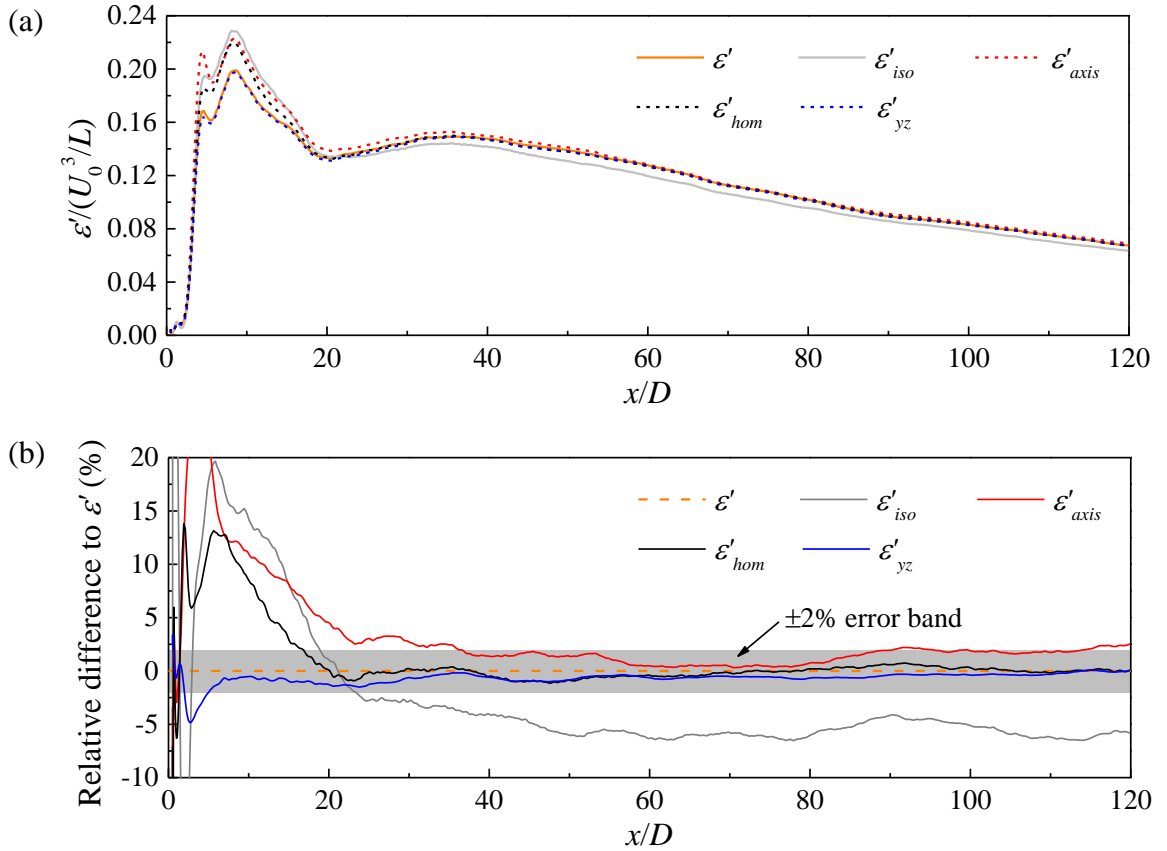 (a)
ε′/(U₀³/L)
0.24
0.20
0.16
0.12
0.08
0.04
0.00
ε′ ε′iso ε′axis
ε′hom ε′yz
0 20 40 60 80 100 120
x/D
(b)
Relative difference to ε′ (%)
20
15
10
5
0
-5
-10
ε′ ε′iso ε′axis
ε′hom ε′yz
±2% error band
0 20 40 60 80 100 120
x/D